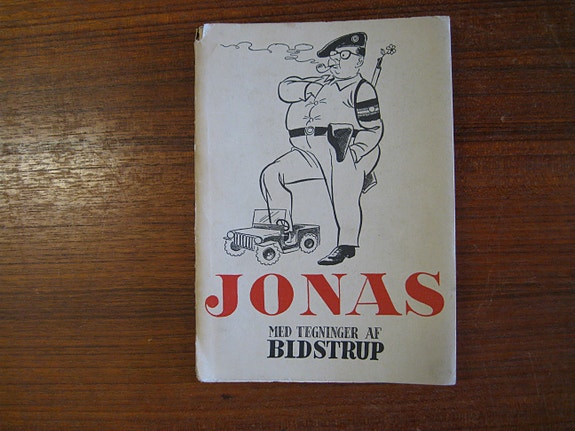 JONAS
MED TEGNINGER AF
BIDSTRUP